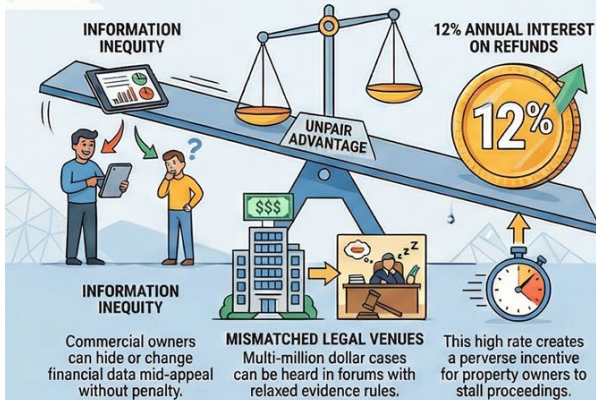 INFORMATION
INEQUITY
12% ANNUAL INTEREST
ON REFUNDS
UNPAIR
ADVANTAGE
12%
?
$$$
z z Z
INFORMATION
INEQUITY
Commercial owners
can hide or change
financial data mid-appeal
without penalty.
MISMATCHED LEGAL VENUES
Multi-million dollar cases
can be heard in forums with
relaxed evidence rules.
This high rate creates
a perverse incentive
for property owners to
stall proceedings.